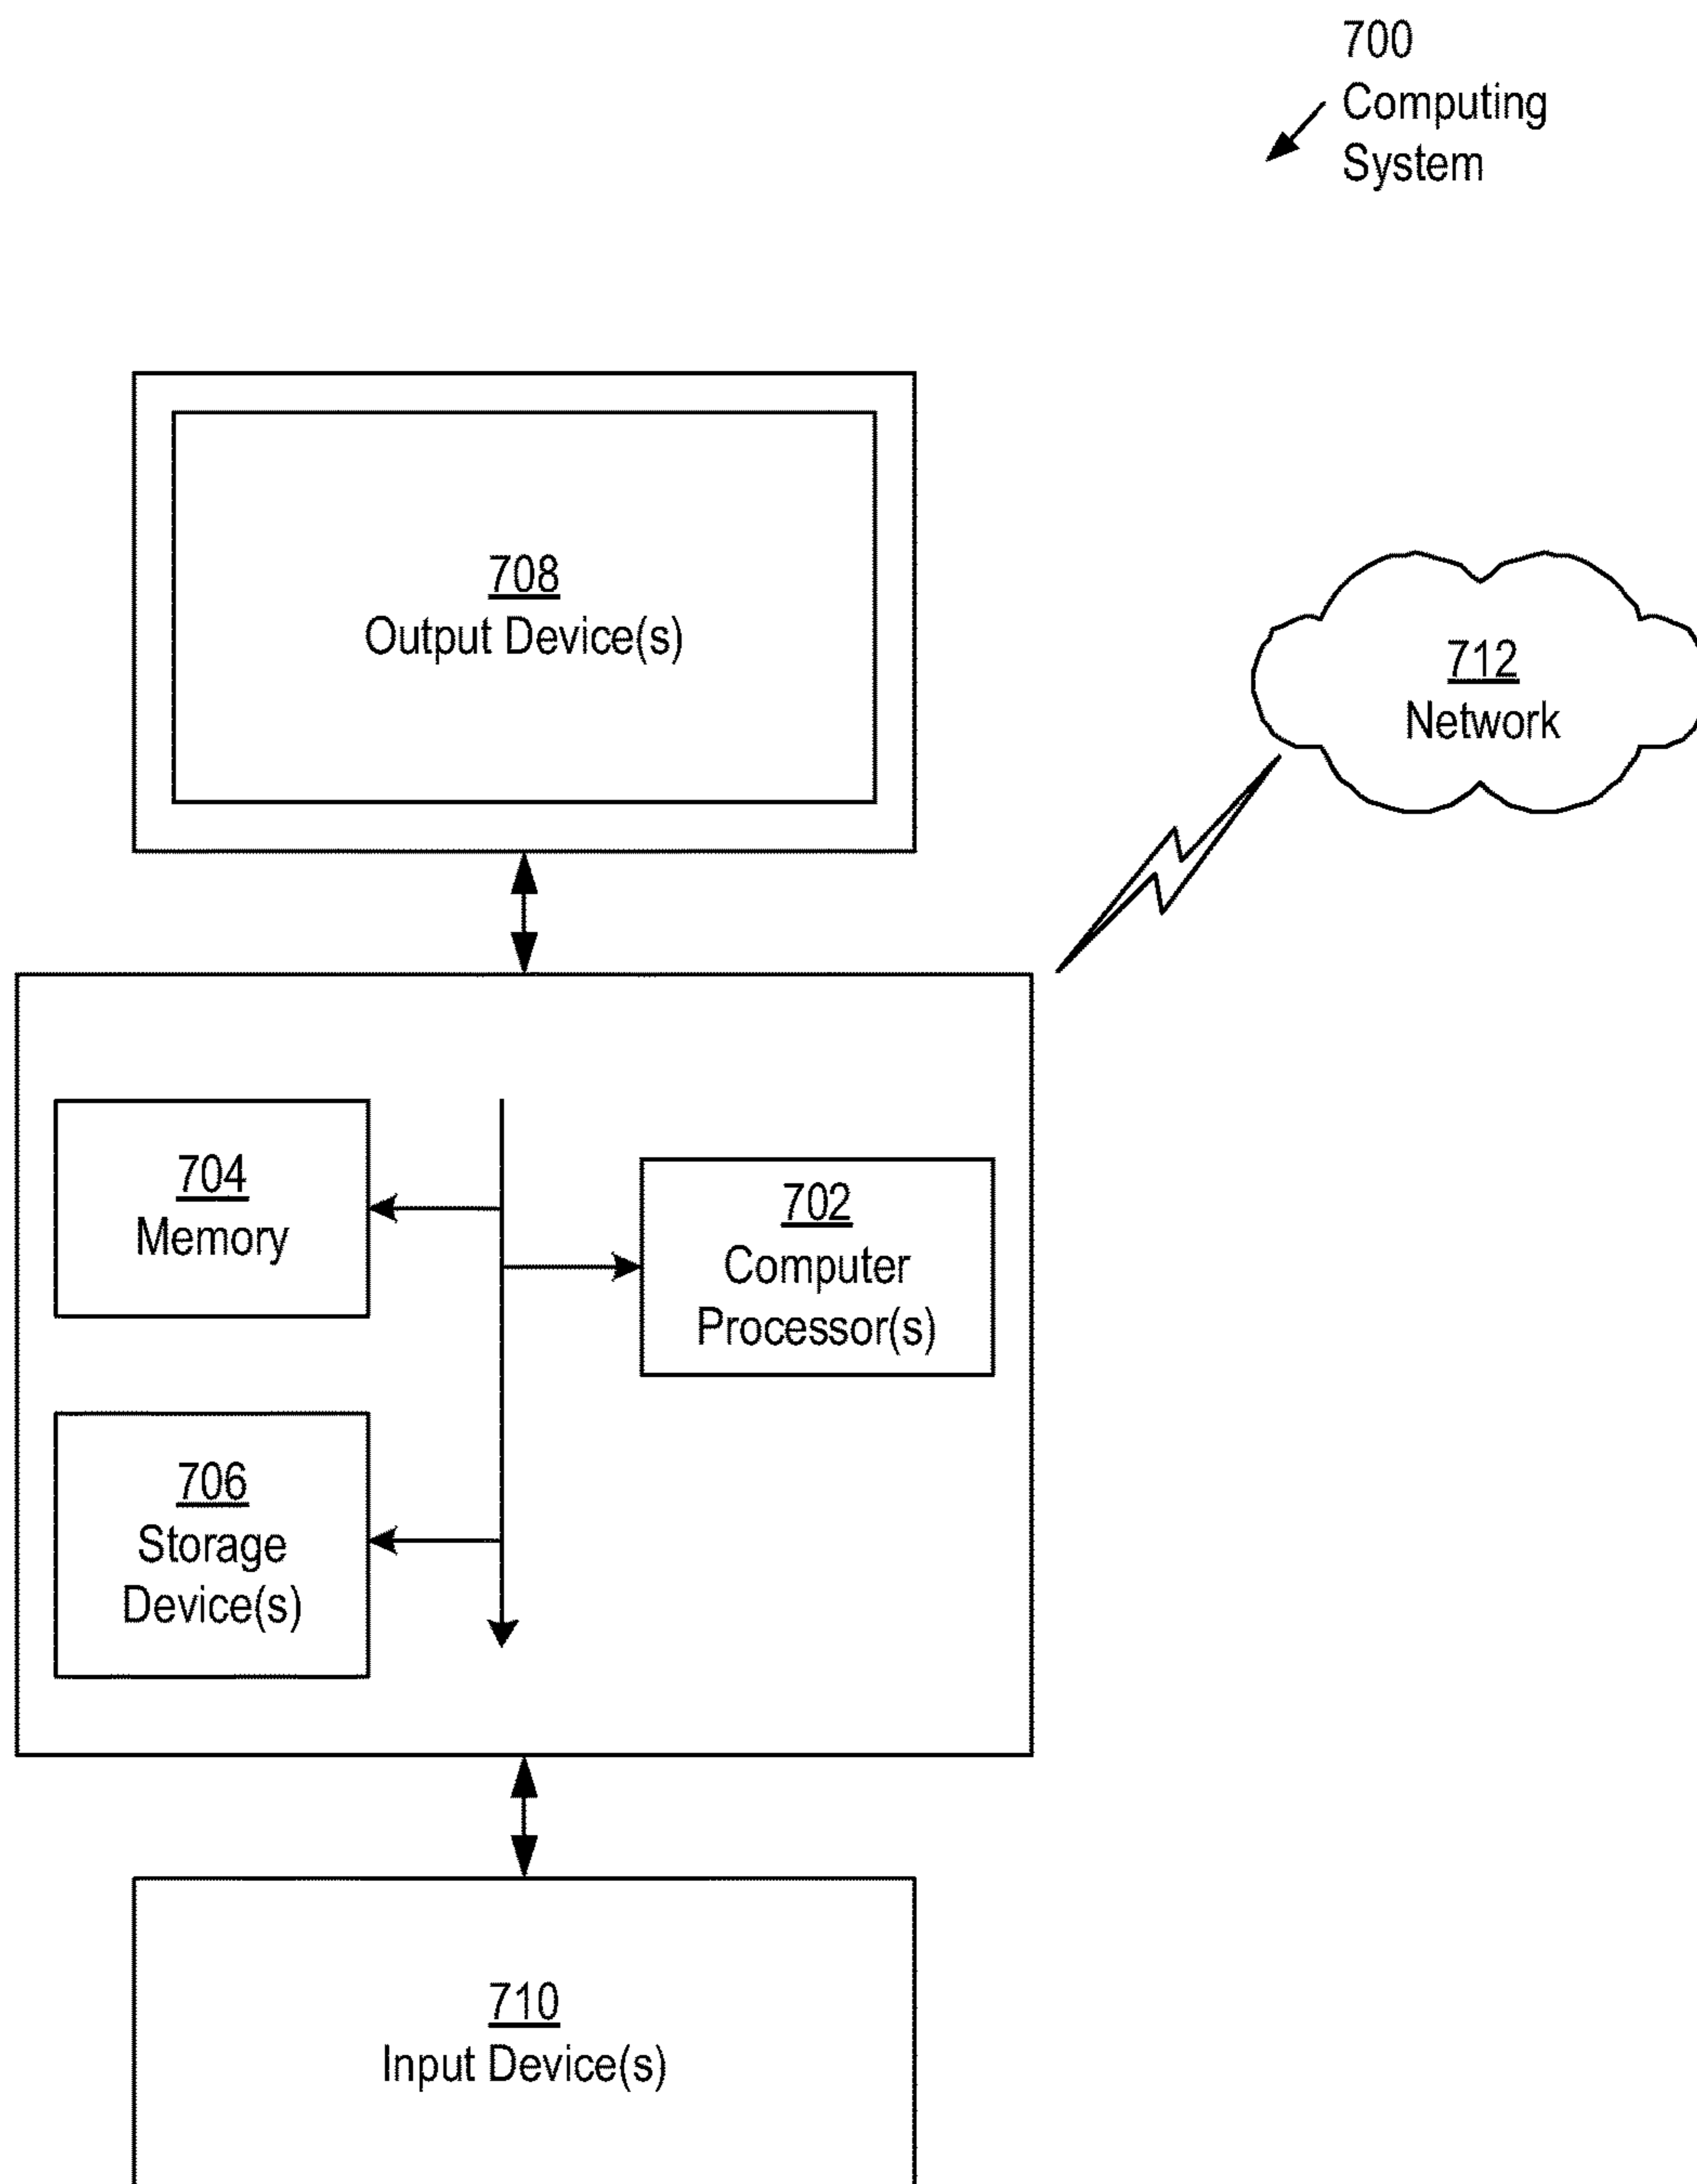 700
Computing
System
708
Output Device(s)
712
Network
704
Memory
702
Computer
Processor(s)
706
Storage
Device(s)
710
Input Device(s)